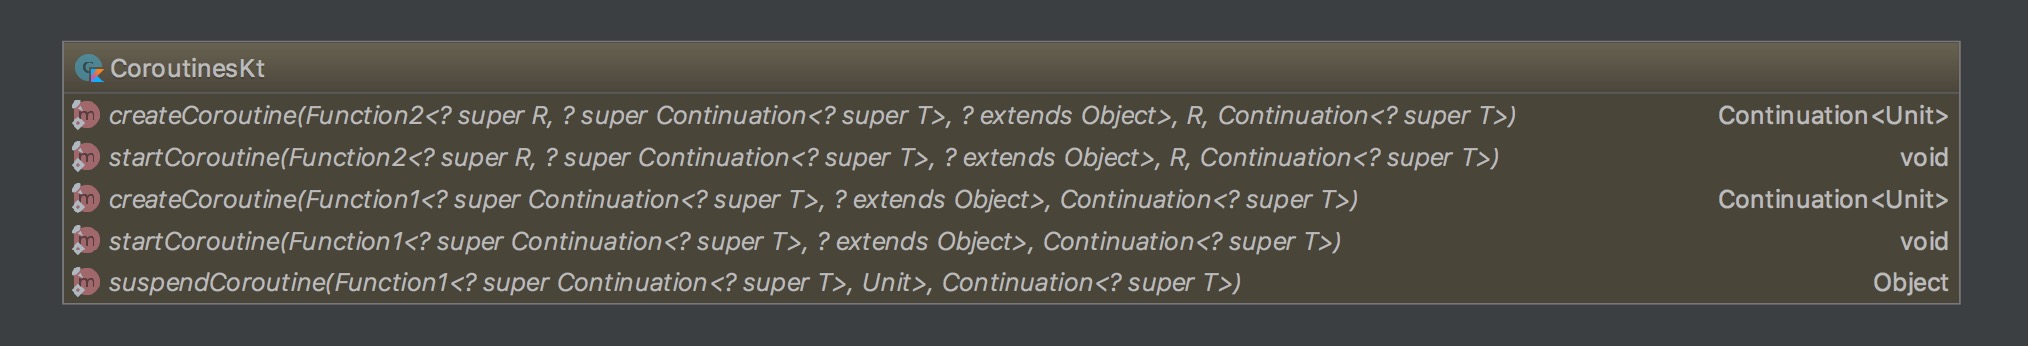 CoroutinesKt
createCoroutine(Function2<? super R, ? super Continuation<? super T>, ? extends Object>, R, Continuation<? super T>) Continuation<Unit>
startCoroutine(Function2<? super R, ? super Continuation<? super T>, ? extends Object>, R, Continuation<? super T>) void
createCoroutine(Function1<? super Continuation<? super T>, ? extends Object>, Continuation<? super T>) Continuation<Unit>
startCoroutine(Function1<? super Continuation<? super T>, ? extends Object>, Continuation<? super T>) void
suspendCoroutine(Function1<? super Continuation<? super T>, Unit>, Continuation<? super T>) Object